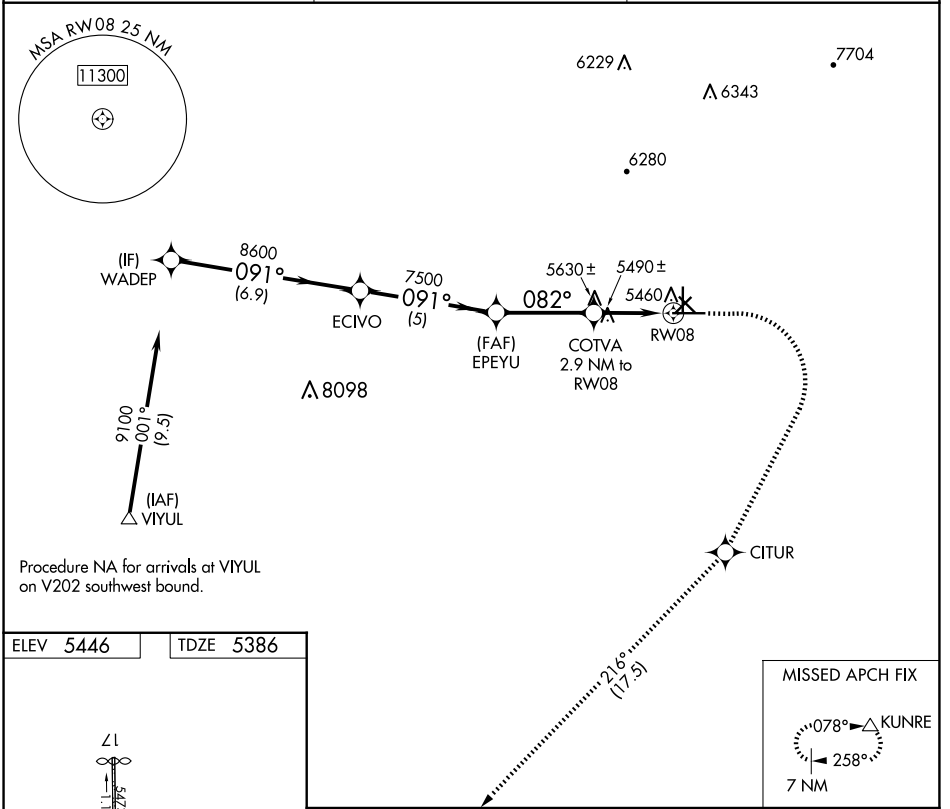 MSA RW08 25 NM
11300
6229
7704
6343
6280
(IF)
WADEP
8600
091°
(6.9)
ECIVO
7500
091°
(5)
(FAF)
EPEYU
082°
5630 ±
5490 ±
5460
COTVA
2.9 NM to
RW08
RW08
8098
9100
001°
(9.5)
(IAF)
VIYUL
CITUR
Procedure NA for arrivals at VIYUL
on V202 southwest bound.
216°
(17.5)
ELEV 5446
TDZE 5386
17
MISSED APCH FIX
078°
KUNRE
258°
7 NM